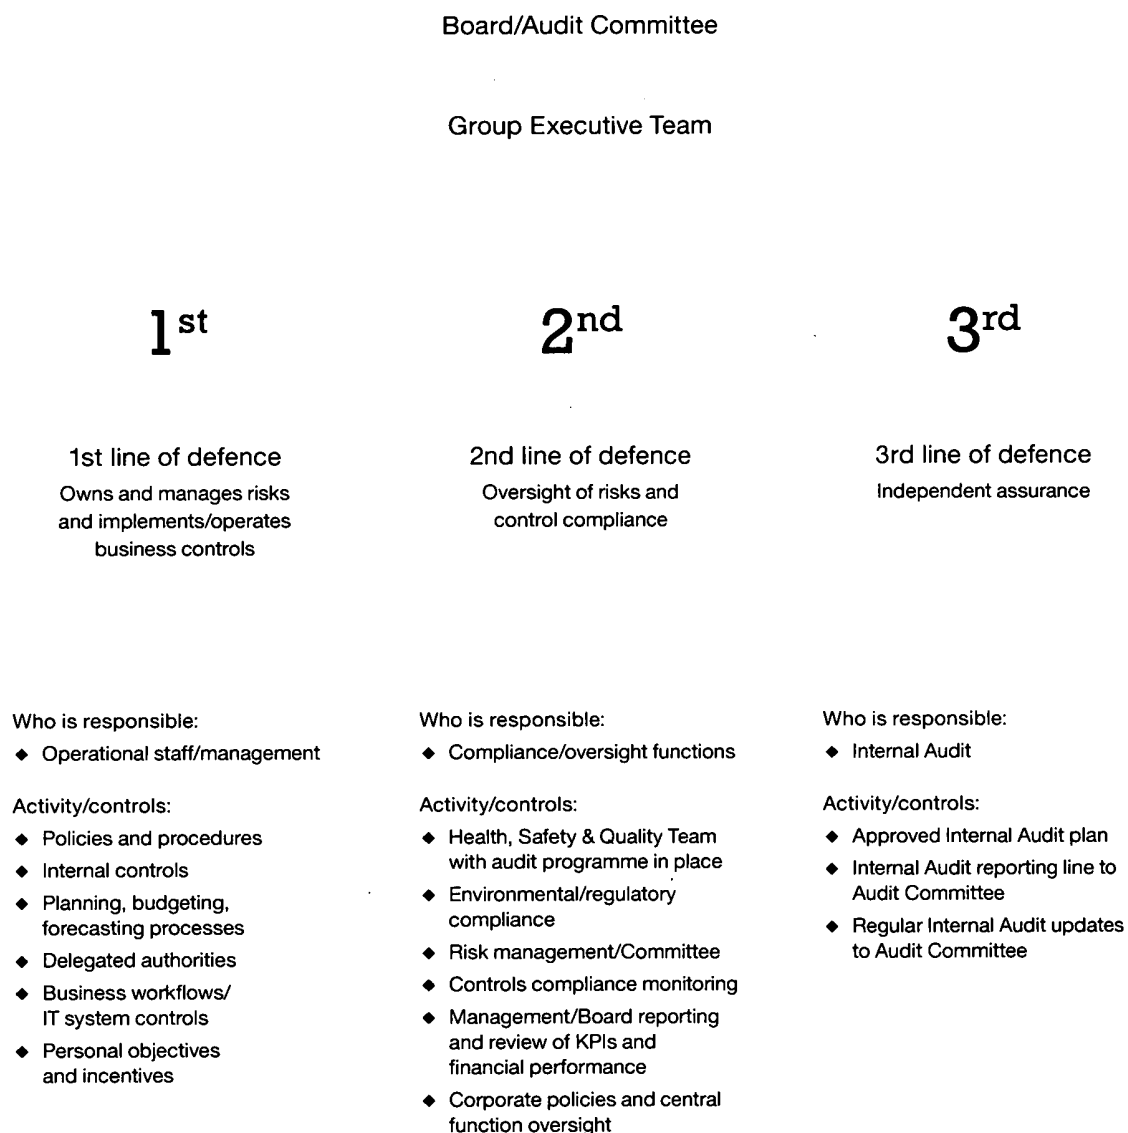 Board/Audit Committee
Group Executive Team
1st
2nd
3rd
1st line of defence
Owns and manages risks
and implements/operates
business controls
2nd line of defence
Oversight of risks and
control compliance
3rd line of defence
Independent assurance
Who is responsible:
◆ Operational staff/management
Activity/controls:
◆ Policies and procedures
◆ Internal controls
◆ Planning, budgeting,
forecasting processes
◆ Delegated authorities
◆ Business workflows/
IT system controls
◆ Personal objectives
and incentives
Who is responsible:
◆ Compliance/oversight functions
Activity/controls:
◆ Health, Safety & Quality Team
with audit programme in place
◆ Environmental/regulatory
compliance
◆ Risk management/Committee
◆ Controls compliance monitoring
◆ Management/Board reporting
and review of KPIs and
financial performance
◆ Corporate policies and central
function oversight
Who is responsible:
◆ Internal Audit
Activity/controls:
◆ Approved Internal Audit plan
◆ Internal Audit reporting line to
Audit Committee
◆ Regular Internal Audit updates
to Audit Committee